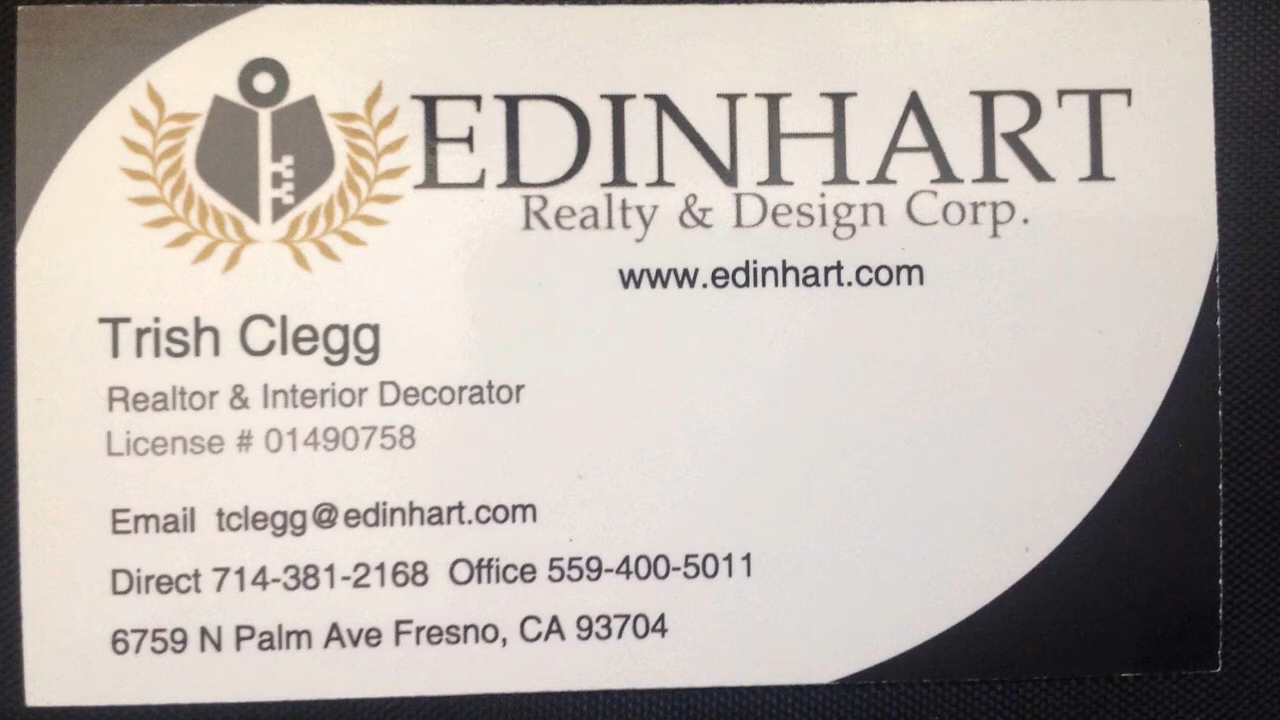 EDINHART
Realty & Design Corp.
www.edinhart.com
Trish Clegg
Realtor & Interior Decorator
License # 01490758
Email tclegg@edinhart.com
Direct 714-381-2168 Office 559-400-5011
6759 N Palm Ave Fresno, CA 93704